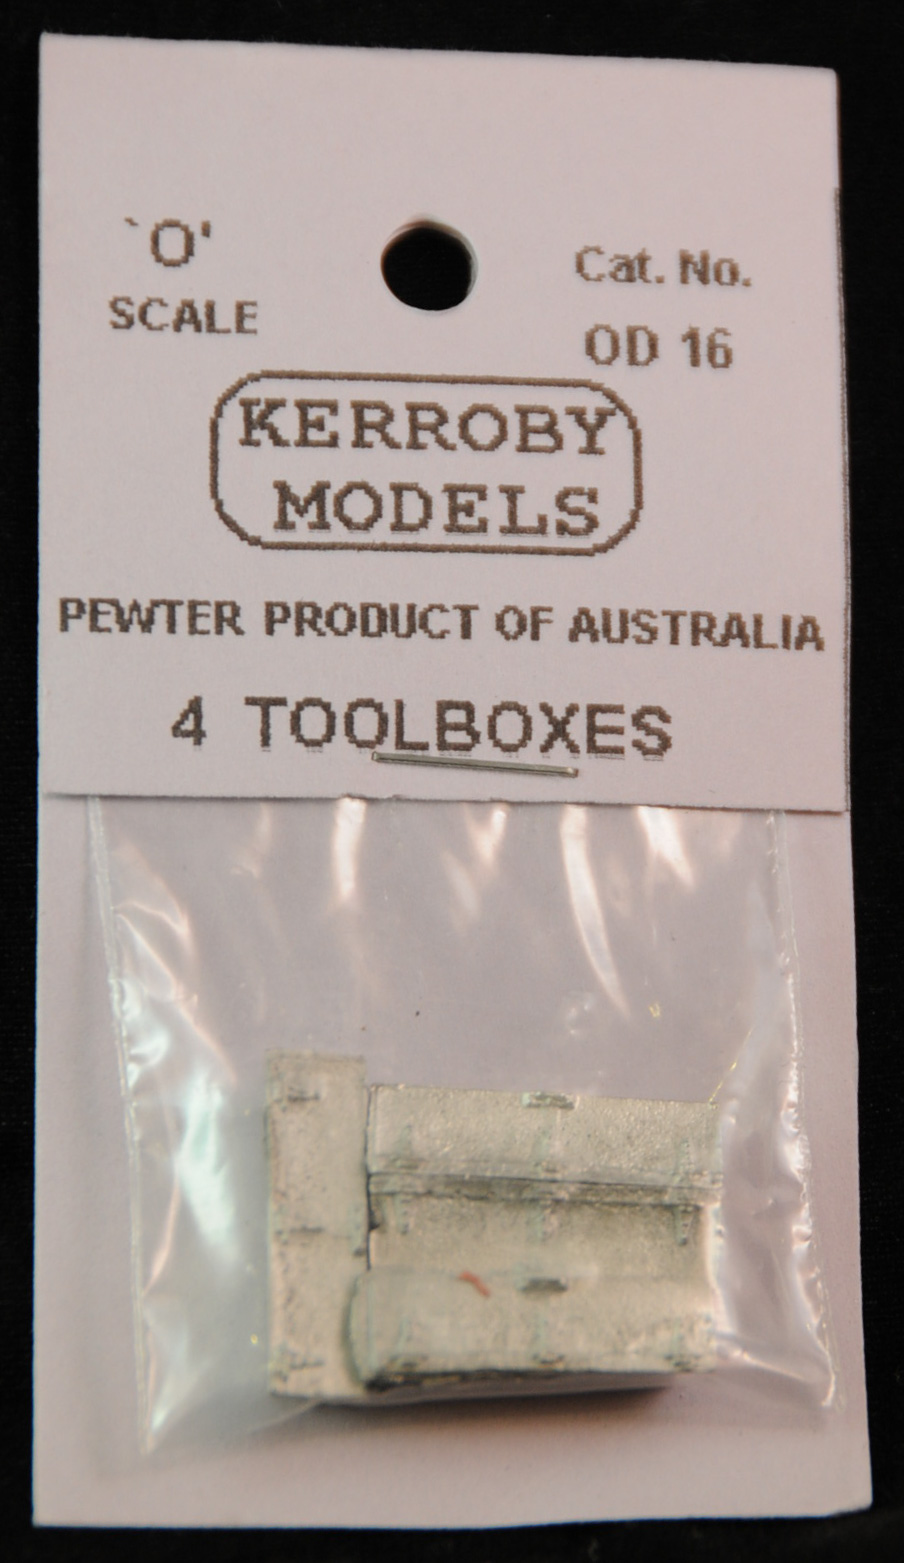 `O'
SCALE
Cat. No.
OD 16
KERROBY
MODELS
PEWTER PRODUCT OF AUSTRALIA
4 TOOLBOXES